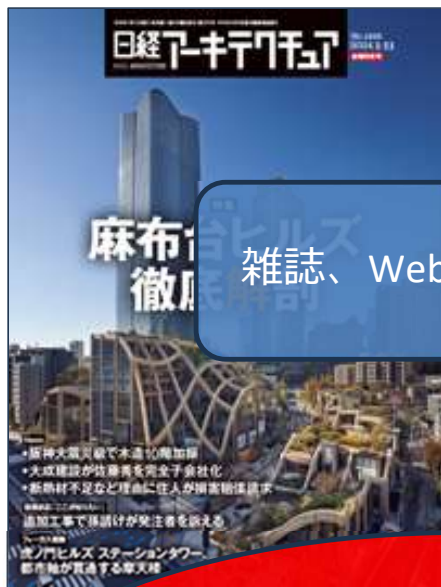 日経アーキテクチュア
麻布台ヒルズ
徹底解剖
雑誌、Web
•阪神大震災級で木造10階加振
•大成建設が佐藤秀を完全子会社化
•断熱材不足など理由に住人が損害賠償請求
追加工事で孫請けが発注者を訴える
虎ノ門ヒルズ ステーションタワー
都市軸が貫通する摩天楼